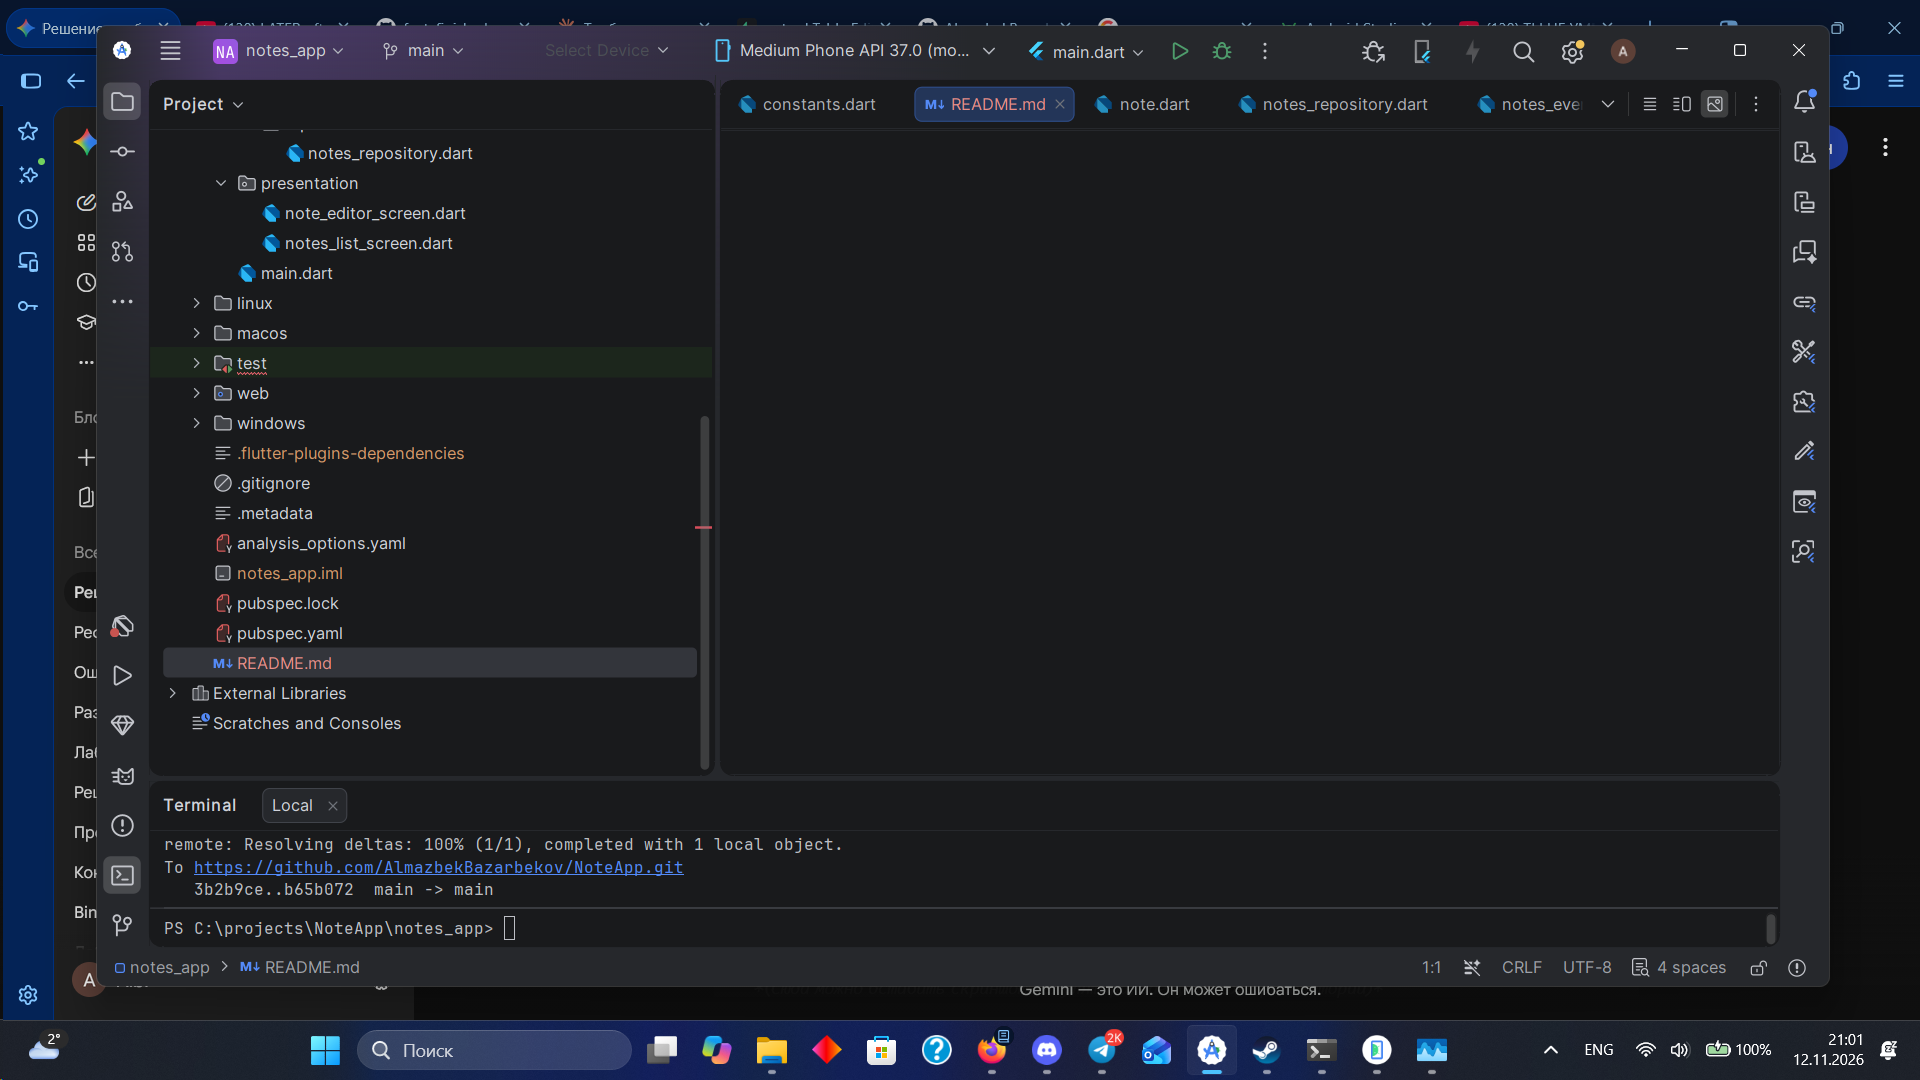 NA notes_app
main
Select Device
Medium Phone API 37.0 (mo...
main.dart
A
Project
constants.dart
M↓ README.md
note.dart
notes_repository.dart
notes_eve
notes_repository.dart
presentation
note_editor_screen.dart
notes_list_screen.dart
main.dart
linux
macos
test
web
windows
.flutter-plugins-dependencies
.gitignore
.metadata
analysis_options.yaml
notes_app.iml
pubspec.lock
pubspec.yaml
M↓ README.md
External Libraries
Scratches and Consoles
Terminal
Local
remote: Resolving deltas: 100% (1/1), completed with 1 local object.
To https://github.com/AlmazbekBazarbekov/NoteApp.git
3b2b9ce..b65b072  main -> main
PS C:\projects\NoteApp\notes_app>
notes_app > M↓ README.md
1:1
CRLF
UTF-8
4 spaces
A
Gemini — это ИИ. Он может ошибаться.
2°
Поиск
2K
ENG
100%
21:01
12.11.2026